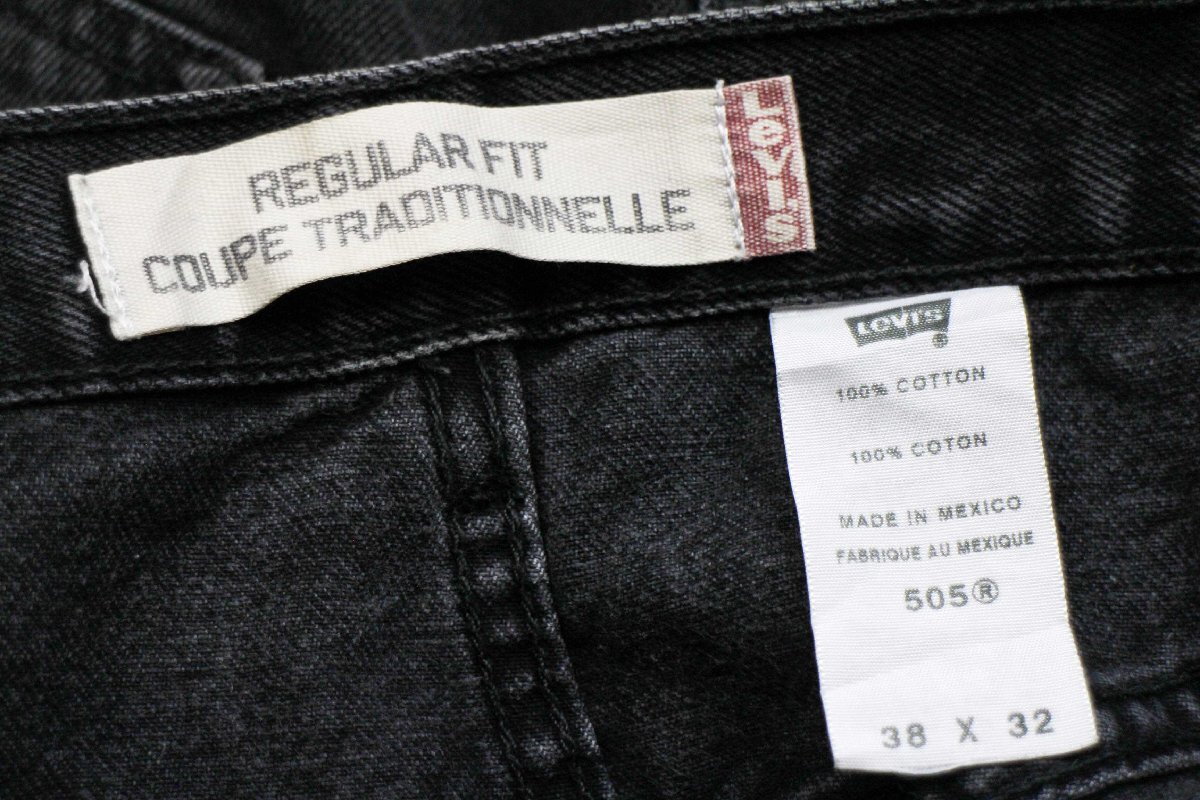 REGULAR FIT
COUPE TRADITIONNELLE
LeVI'S
LEVI'S®
100% COTTON
100% COTON
MADE IN MEXICO
FABRIQUE AU MEXIQUE
505®
38 X 32